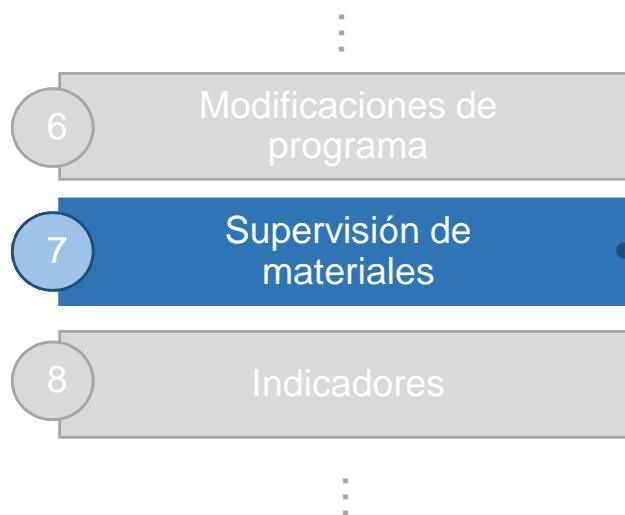 6
Modificaciones de
programa
7
Supervisión de
materiales
8
Indicadores